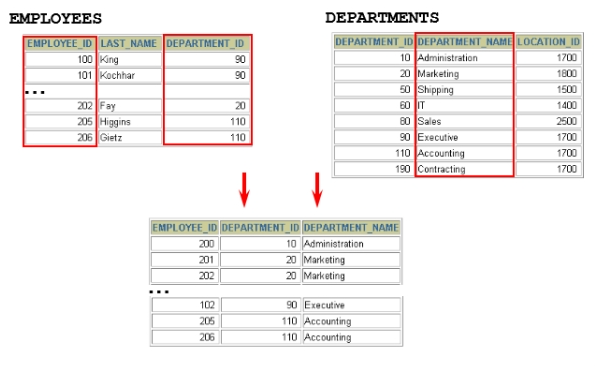 EMPLOYEES
EMPLOYEE_ID LAST_NAME DEPARTMENT_ID
100 King 90
101 Kochhar 90
...
202 Fay 20
205 Higgins 110
206 Gietz 110
DEPARTMENTS
DEPARTMENT_ID DEPARTMENT_NAME LOCATION_ID
10 Administration 1700
20 Marketing 1800
50 Shipping 1500
60 IT 1400
80 Sales 2500
90 Executive 1700
110 Accounting 1700
190 Contracting 1700
EMPLOYEE_ID DEPARTMENT_ID DEPARTMENT_NAME
200 10 Administration
201 20 Marketing
202 20 Marketing
...
102 90 Executive
205 110 Accounting
206 110 Accounting